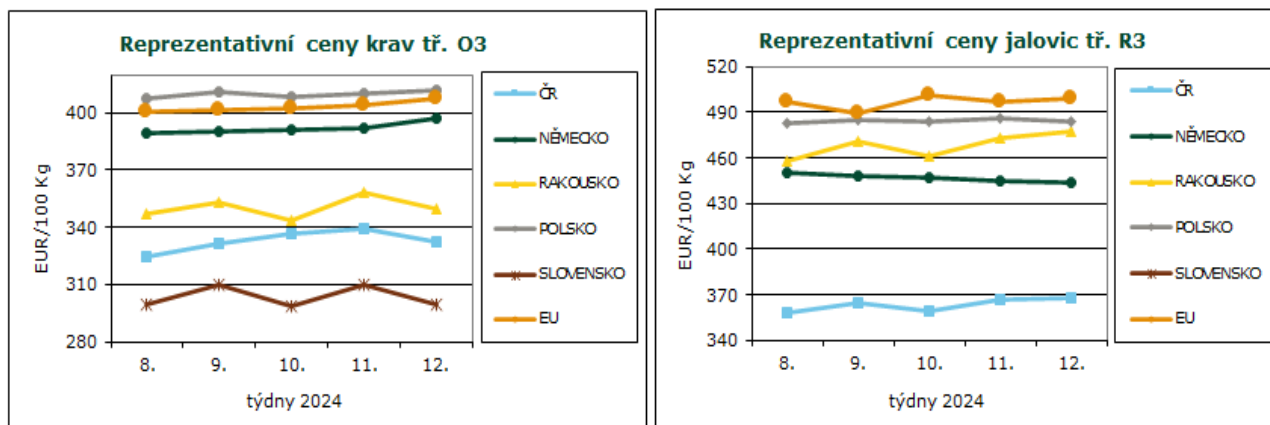 Reprezentativní ceny krav tř. O3
EUR/100 Kg
400
370
340
310
280
8. 9. 10. 11. 12.
týdny 2024
ČR
NĚMECKO
RAKOUSKO
POLSKO
SLOVENSKO
EU
Reprezentativní ceny jalovic tř. R3
EUR/100 Kg
520
490
460
430
400
370
340
8. 9. 10. 11. 12.
týdny 2024
ČR
NĚMECKO
RAKOUSKO
POLSKO
SLOVENSKO
EU